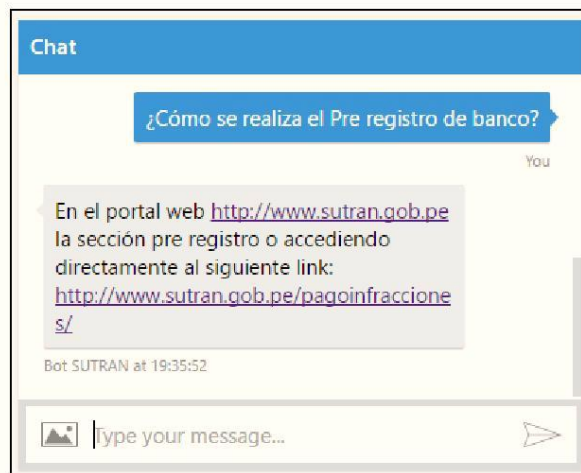 Chat
¿Cómo se realiza el Pre registro de banco?
You
En el portal web http://www.sutran.gob.pe
la sección pre registro o accediendo
directamente al siguiente link:
http://www.sutran.gob.pe/pagoinfraccione
s/
Bot SUTRAN at 19:35:52
Type your message...